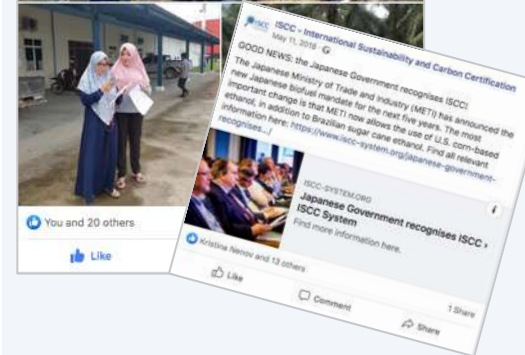 You and 20 others
Like
ISCC
ISCC - International Sustainability and Carbon Certification
May 11, 2018
GOOD NEWS: the Japanese Government recognises ISCC!
The Japanese Ministry of Trade and Industry (METI) has announced the
new Japanese biofuel mandate for the next five years. The most
important change is that METI now allows the use of U.S. corn-based
ethanol, in addition to Brazilian sugar cane ethanol. Find all relevant
information here: https://www.iscc-system.org/japanese-government-
recognises.../
ISCC-SYSTEM.ORG
Japanese Government recognises ISCC ›
ISCC System
Find more information here.
i
Kristina Nenov and 13 others
1 Share
Like
Comment
Share